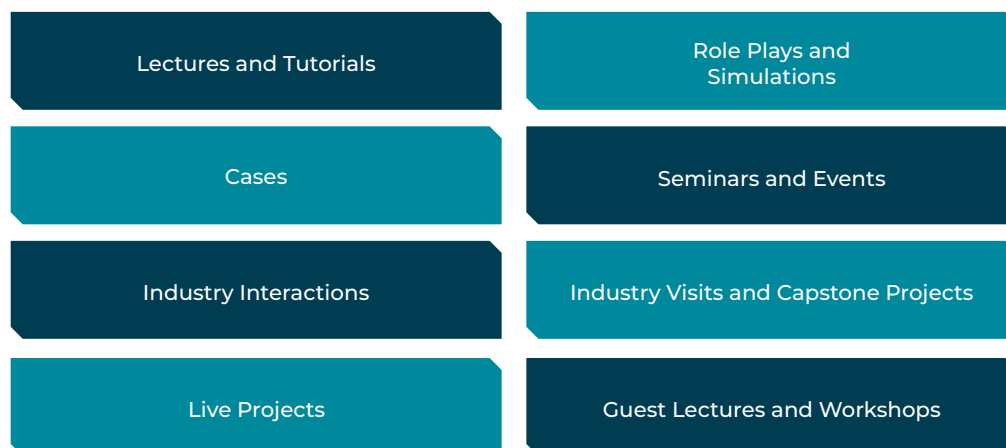 Lectures and Tutorials
Role Plays and
Simulations
Cases
Seminars and Events
Industry Interactions
Industry Visits and Capstone Projects
Live Projects
Guest Lectures and Workshops